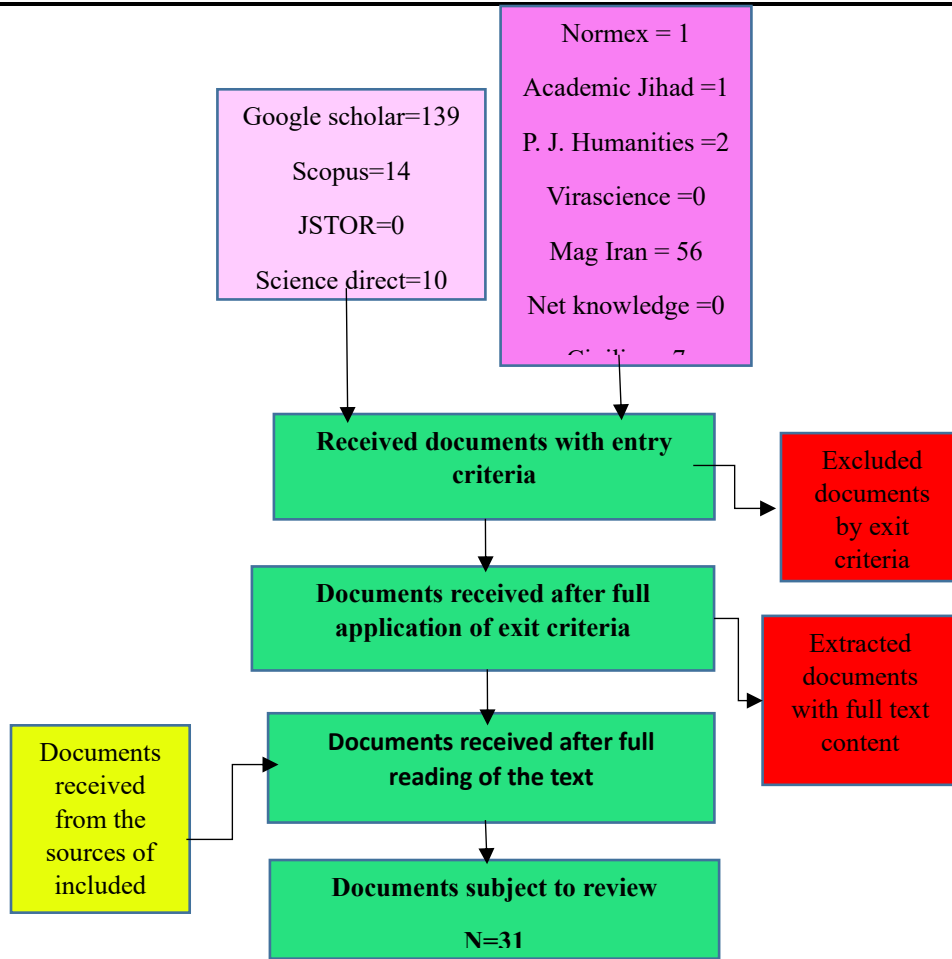 Google scholar=139
Scopus=14
JSTOR=0
Science direct=10
Normex = 1
Academic Jihad =1
P. J. Humanities =2
Virascience =0
Mag Iran = 56
Net knowledge =0
Received documents with entry
criteria
Excluded
documents
by exit
criteria
Documents received after full
application of exit criteria
Extracted
documents
with full text
content
Documents received after full
reading of the text
Documents
received
from the
sources of
included
Documents subject to review
N=31